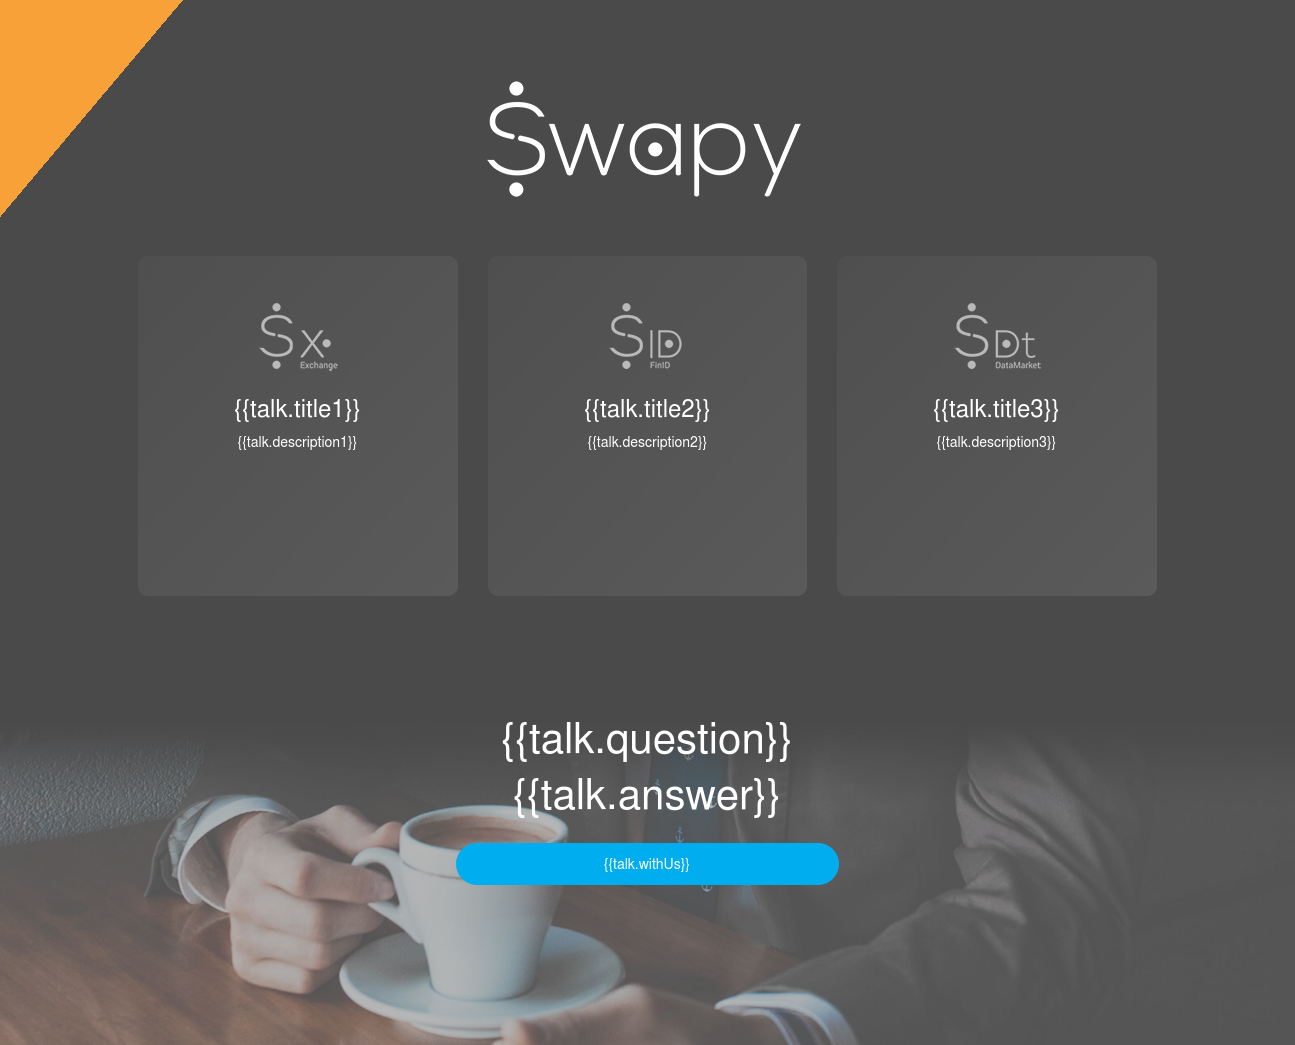 Swapy
Sx
Exchange
SID
FinID
SDt
DataMarket
{{talk.title1}}
{{talk.title2}}
{{talk.title3}}
{{talk.description1}}
{{talk.description2}}
{{talk.description3}}
{{talk.question}}
{{talk.answer}}
{{talk.withUs}}